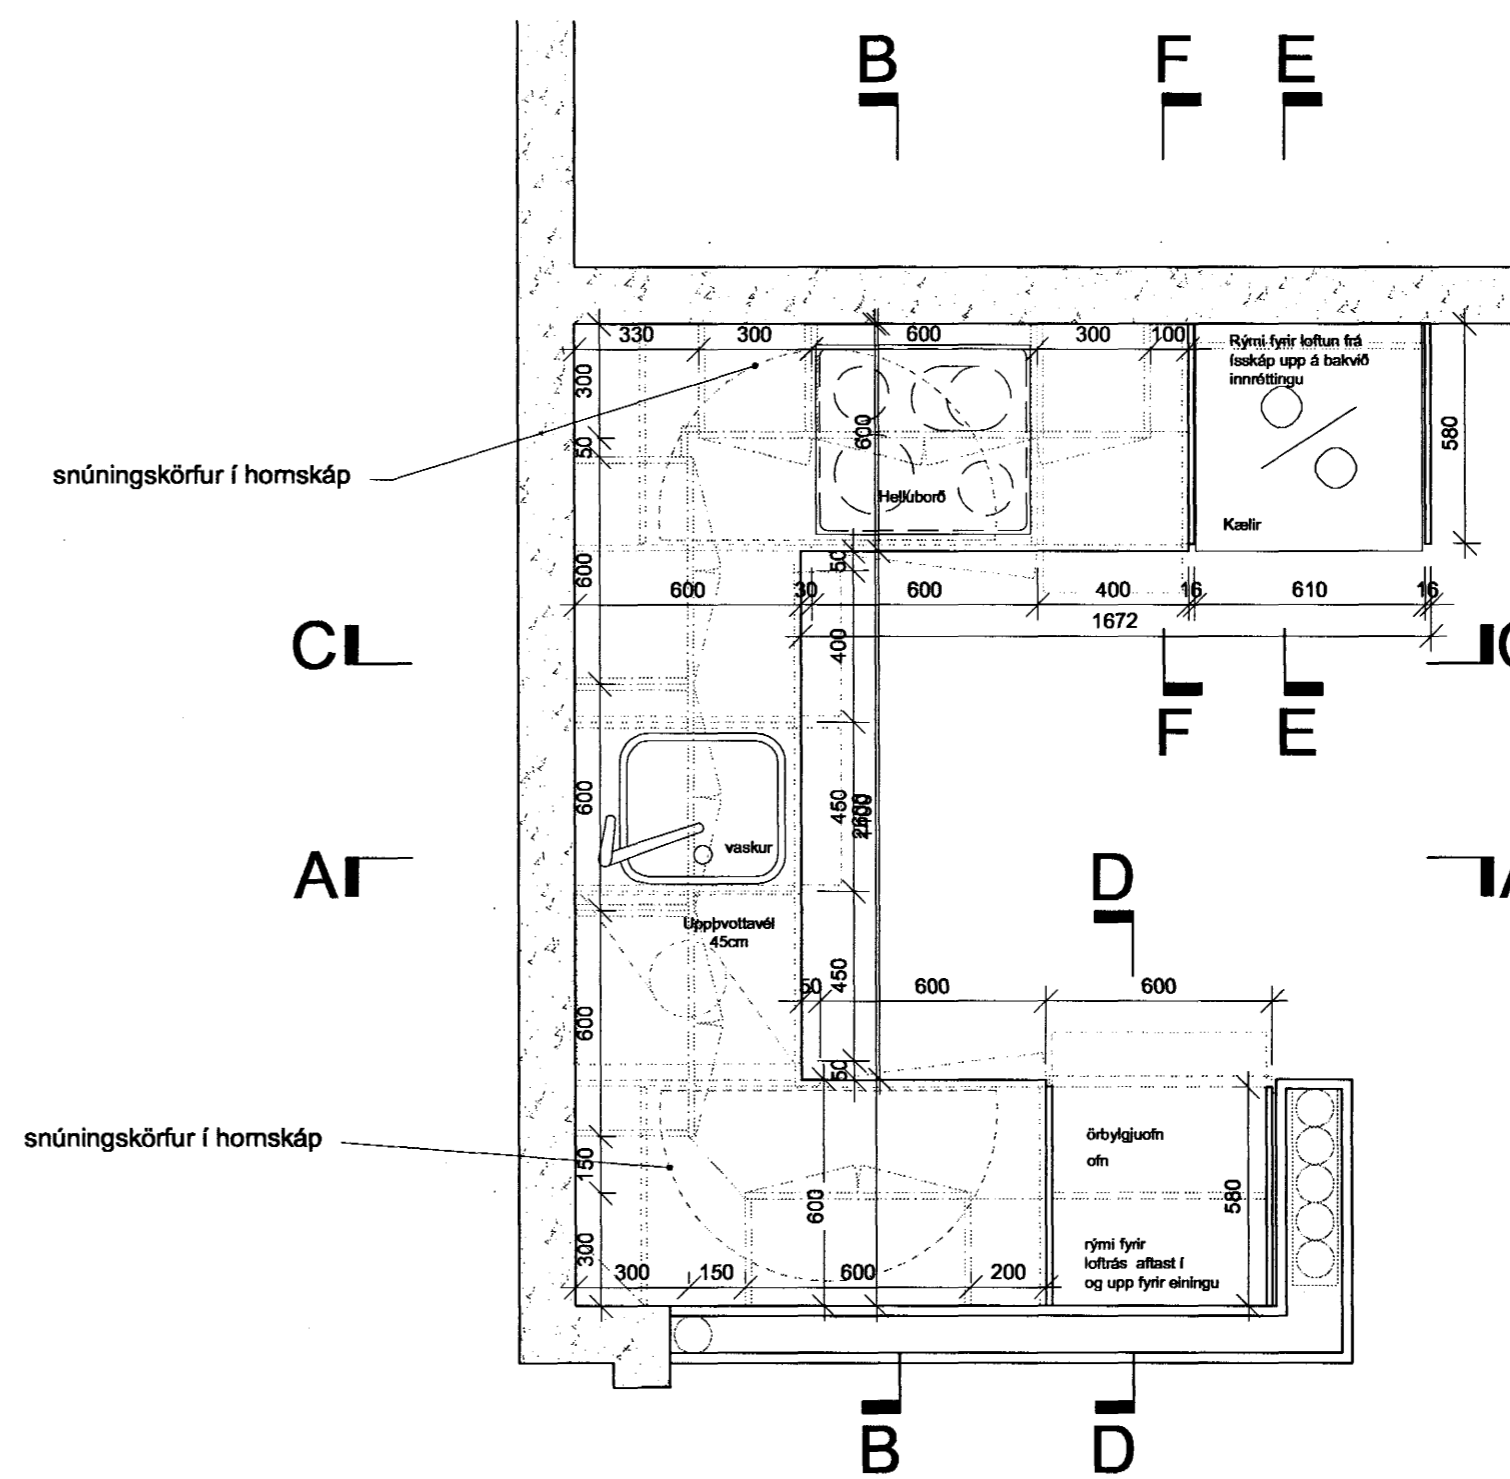 B F E
330 300 600 300 100
Rými fyrir loftun frá
ísskáp upp á bakvið
innréttingu
300
600
580
50
snúningskörfur í hornskáp
Helluborð
Kælir
600
50
600 30 600 400 16 610 16
1672
C
400
F E
600
450
vaskur
A
D
Uppþvottavél
45cm
450
50 600 600
600
50
örbylgjuofn
ofn
snúningskörfur í hornskáp
150
600
580
rými fyrir
loftrás aftast í
og upp fyrir einingu
300
300 150 600 200
B D